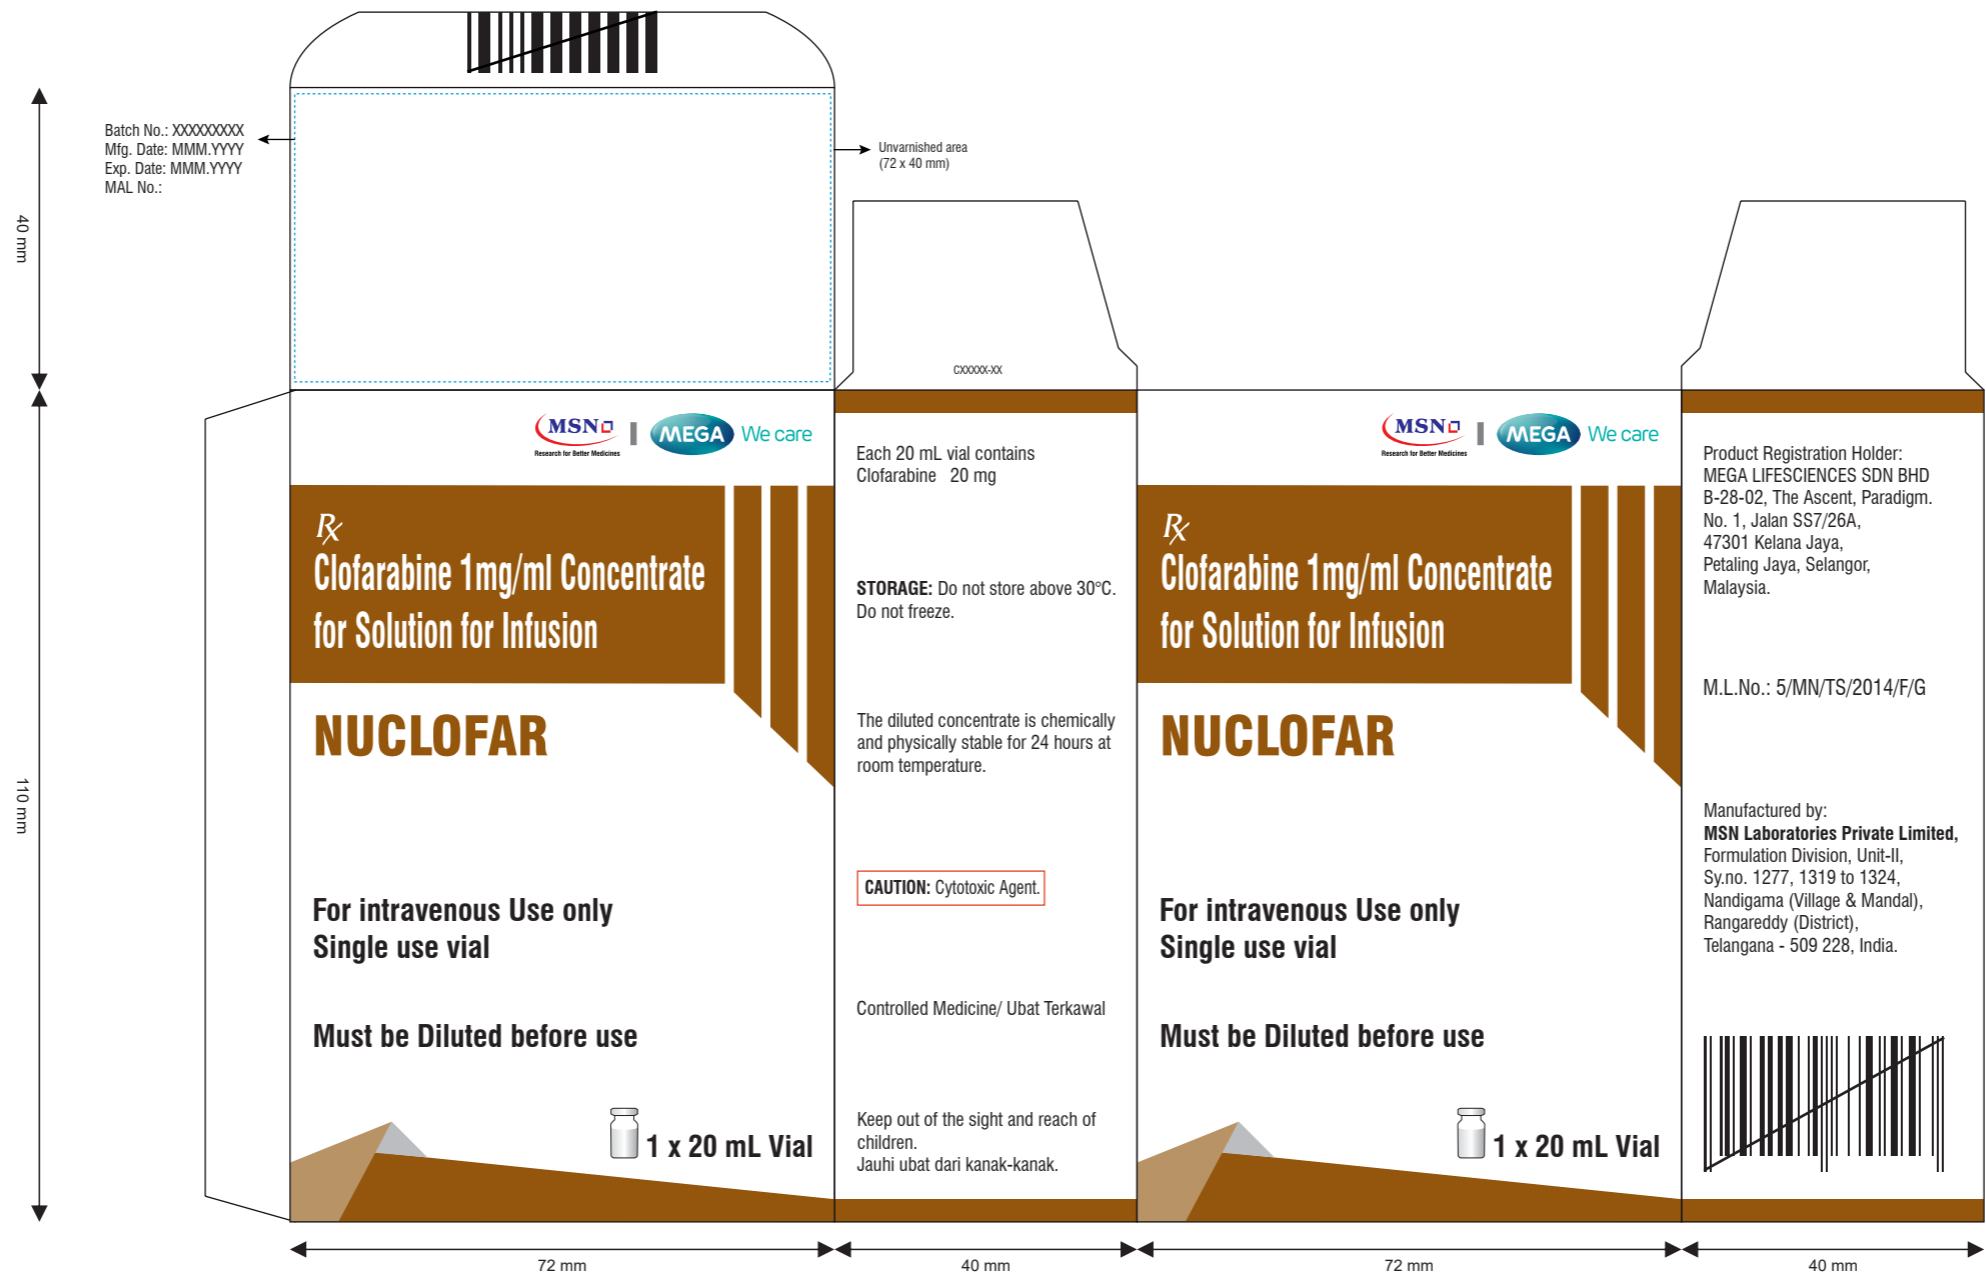 Batch No.: XXXXXXXXX
Mfg. Date: MMM.YYYY
Exp. Date: MMM.YYYY
MAL No.:
Unvarnished area
(72 x 40 mm)
40 mm
110 mm
CXXXXX-XX
MSN
Research for Better Medicines
MEGA We care
Rx
Clofarabine 1mg/ml Concentrate
for Solution for Infusion
NUCLOFAR
For intravenous Use only
Single use vial
Must be Diluted before use
1 x 20 mL Vial
Each 20 mL vial contains
Clofarabine 20 mg
STORAGE: Do not store above 30°C.
Do not freeze.
The diluted concentrate is chemically
and physically stable for 24 hours at
room temperature.
CAUTION: Cytotoxic Agent.
Controlled Medicine/ Ubat Terkawal
Keep out of the sight and reach of
children.
Jauhi ubat dari kanak-kanak.
MSN
Research for Better Medicines
MEGA We care
Rx
Clofarabine 1mg/ml Concentrate
for Solution for Infusion
NUCLOFAR
For intravenous Use only
Single use vial
Must be Diluted before use
1 x 20 mL Vial
Product Registration Holder:
MEGA LIFESCIENCES SDN BHD
B-28-02, The Ascent, Paradigm.
No. 1, Jalan SS7/26A,
47301 Kelana Jaya,
Petaling Jaya, Selangor,
Malaysia.
M.L.No.: 5/MN/TS/2014/F/G
Manufactured by:
MSN Laboratories Private Limited,
Formulation Division, Unit-II,
Sy.no. 1277, 1319 to 1324,
Nandigama (Village & Mandal),
Rangareddy (District),
Telangana - 509 228, India.
72 mm
40 mm
72 mm
40 mm